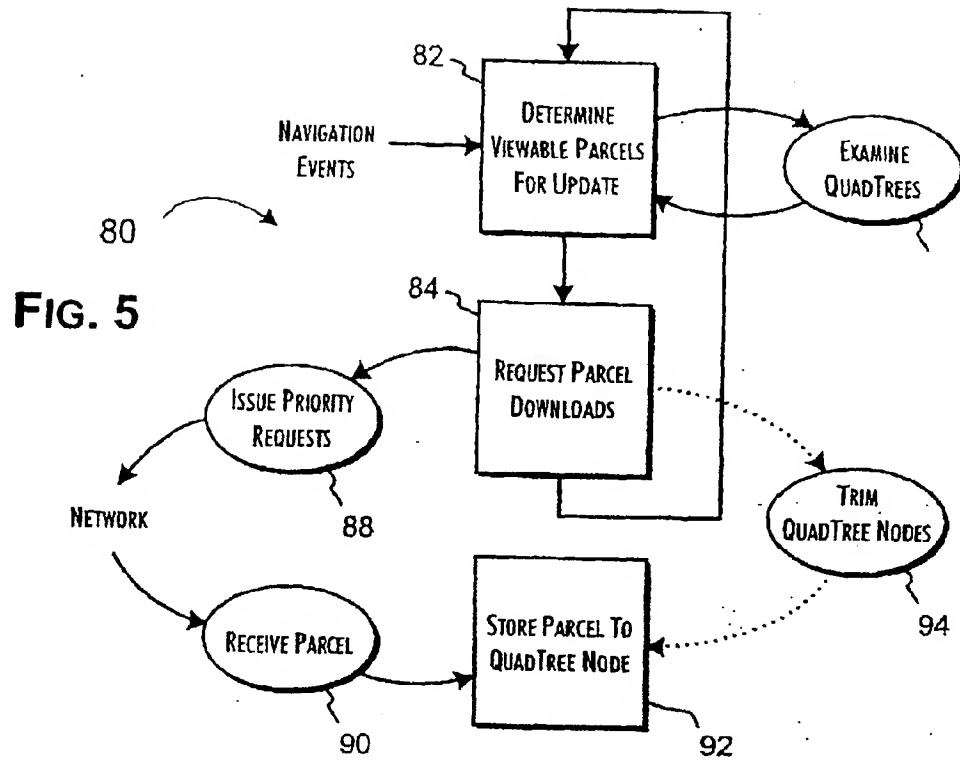 82
DETERMINE
VIEWABLE PARCELS
FOR UPDATE
NAVIGATION
EVENTS
EXAMINE
QUADTREES
80
FIG. 5
84
REQUEST PARCEL
DOWNLOADS
ISSUE PRIORITY
REQUESTS
88
NETWORK
TRIM
QUADTREE NODES
94
RECEIVE PARCEL
90
STORE PARCEL TO
QUADTREE NODE
92